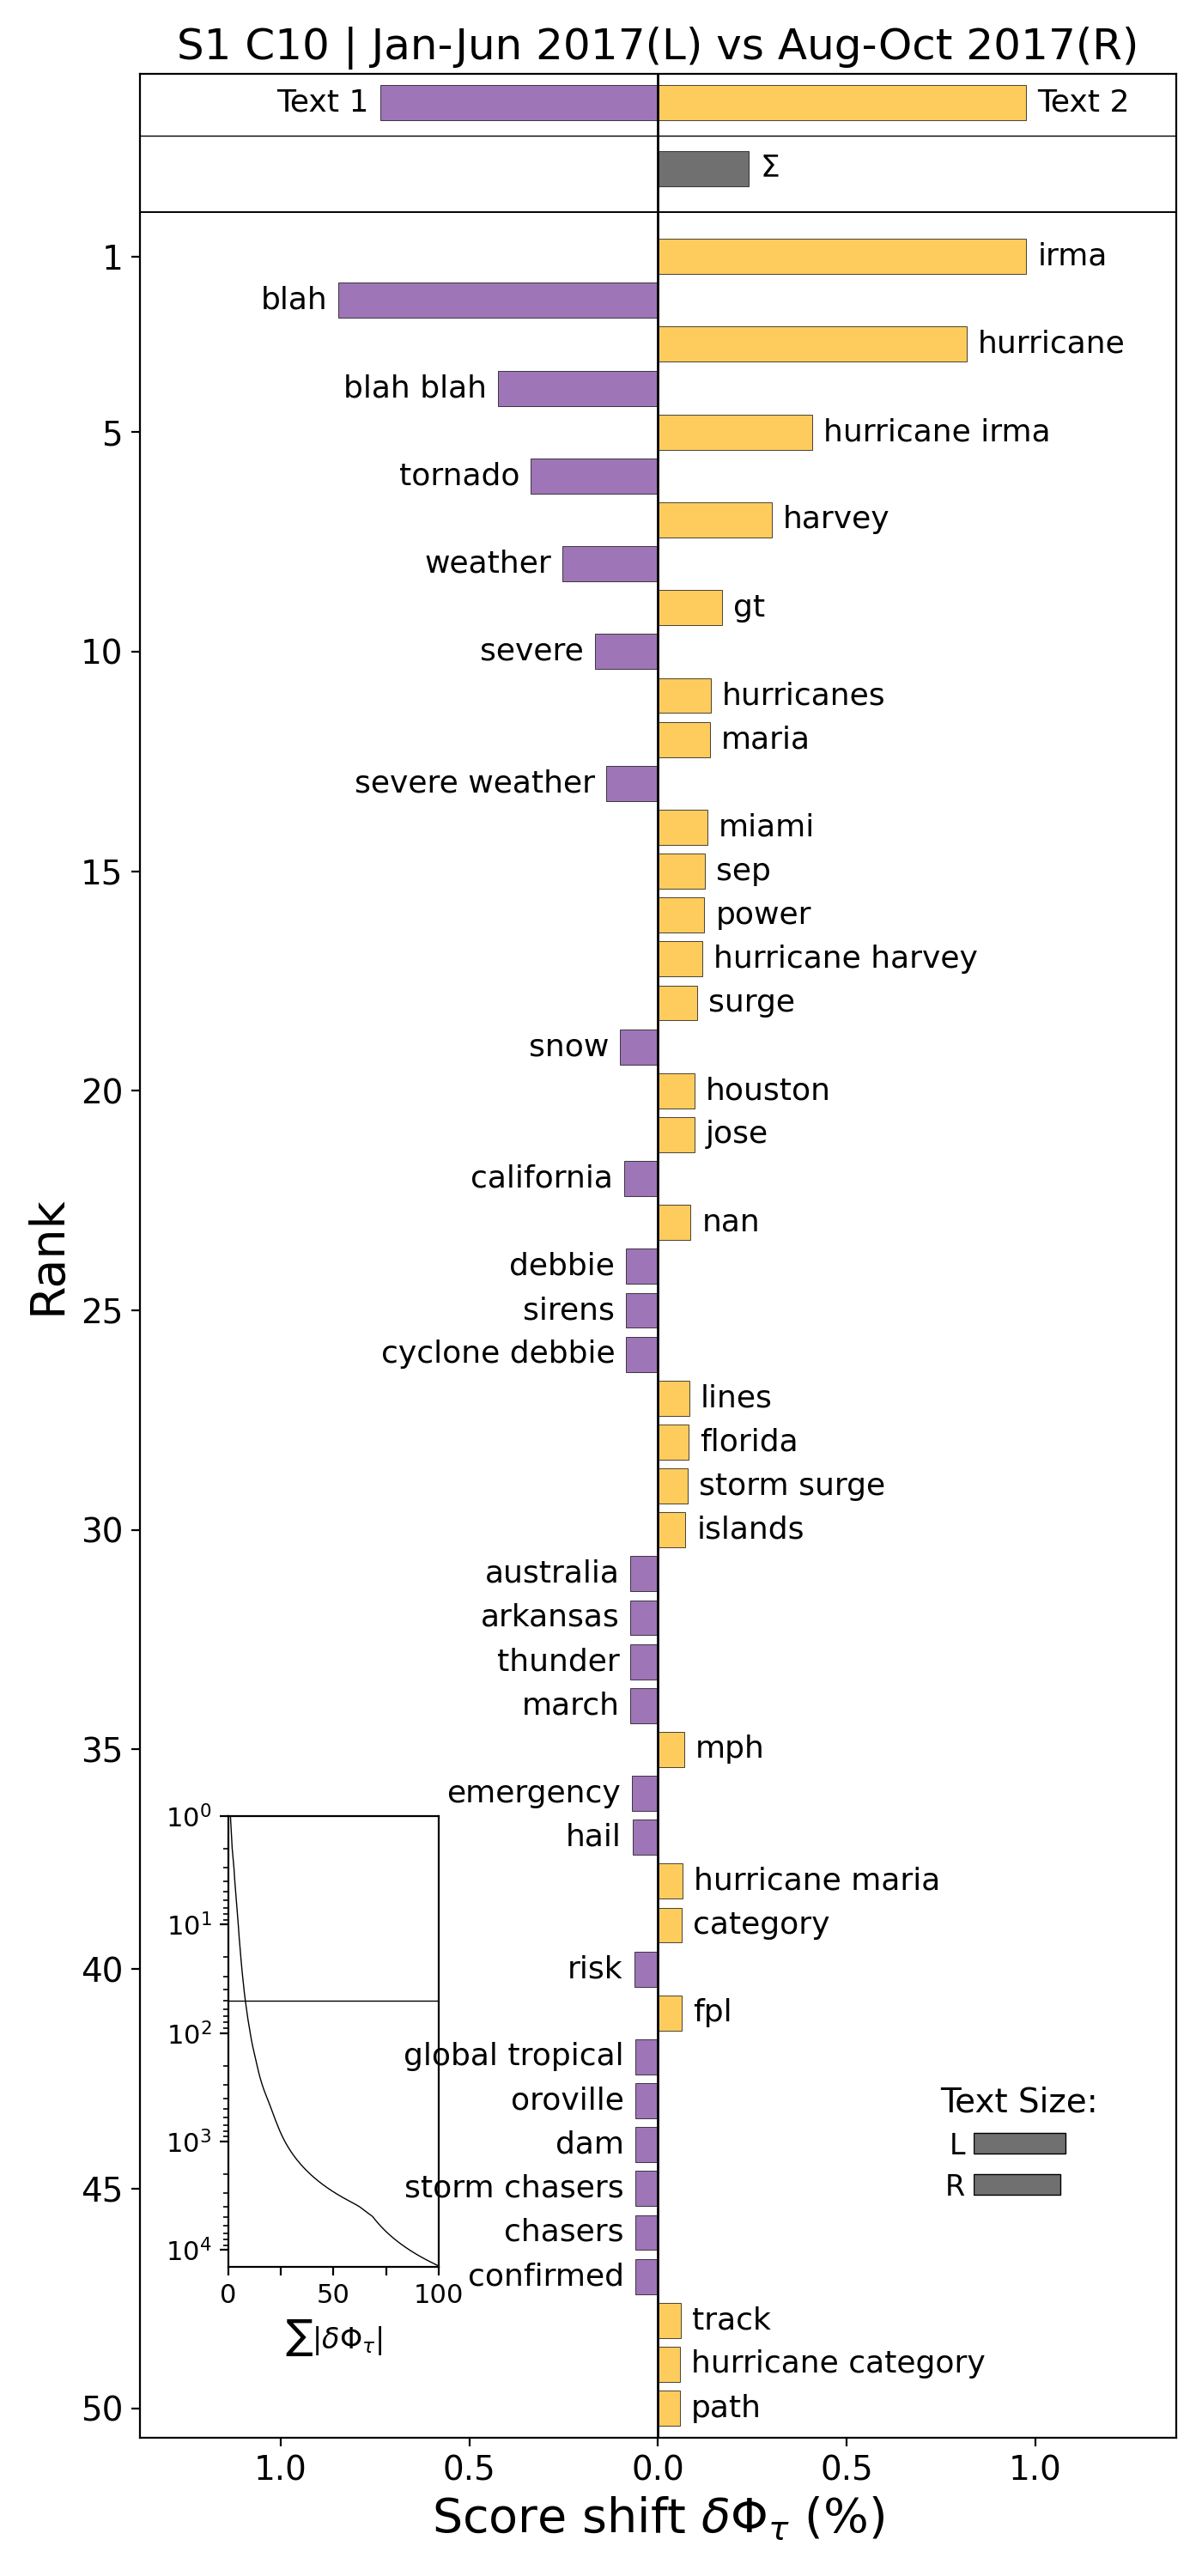 S1 C10 | Jan-Jun 2017(L) vs Aug-Oct 2017(R)
Text 1
Text 2
Σ
1
irma
blah
hurricane
blah blah
5
hurricane irma
tornado
harvey
weather
gt
10
severe
hurricanes
maria
severe weather
miami
15
sep
power
hurricane harvey
surge
snow
20
houston
jose
california
nan
debbie
25
sirens
cyclone debbie
lines
florida
storm surge
30
islands
australia
arkansas
thunder
march
35
mph
emergency
hail
hurricane maria
category
40
risk
fpl
global tropical
oroville
dam
45
storm chasers
chasers
confirmed
track
hurricane category
50
path
Rank
10⁰
10¹
10²
10³
10⁴
0 50 100
∑|δΦτ|
Text Size:
L
R
1.0 0.5 0.0 0.5 1.0
Score shift δΦτ (%)